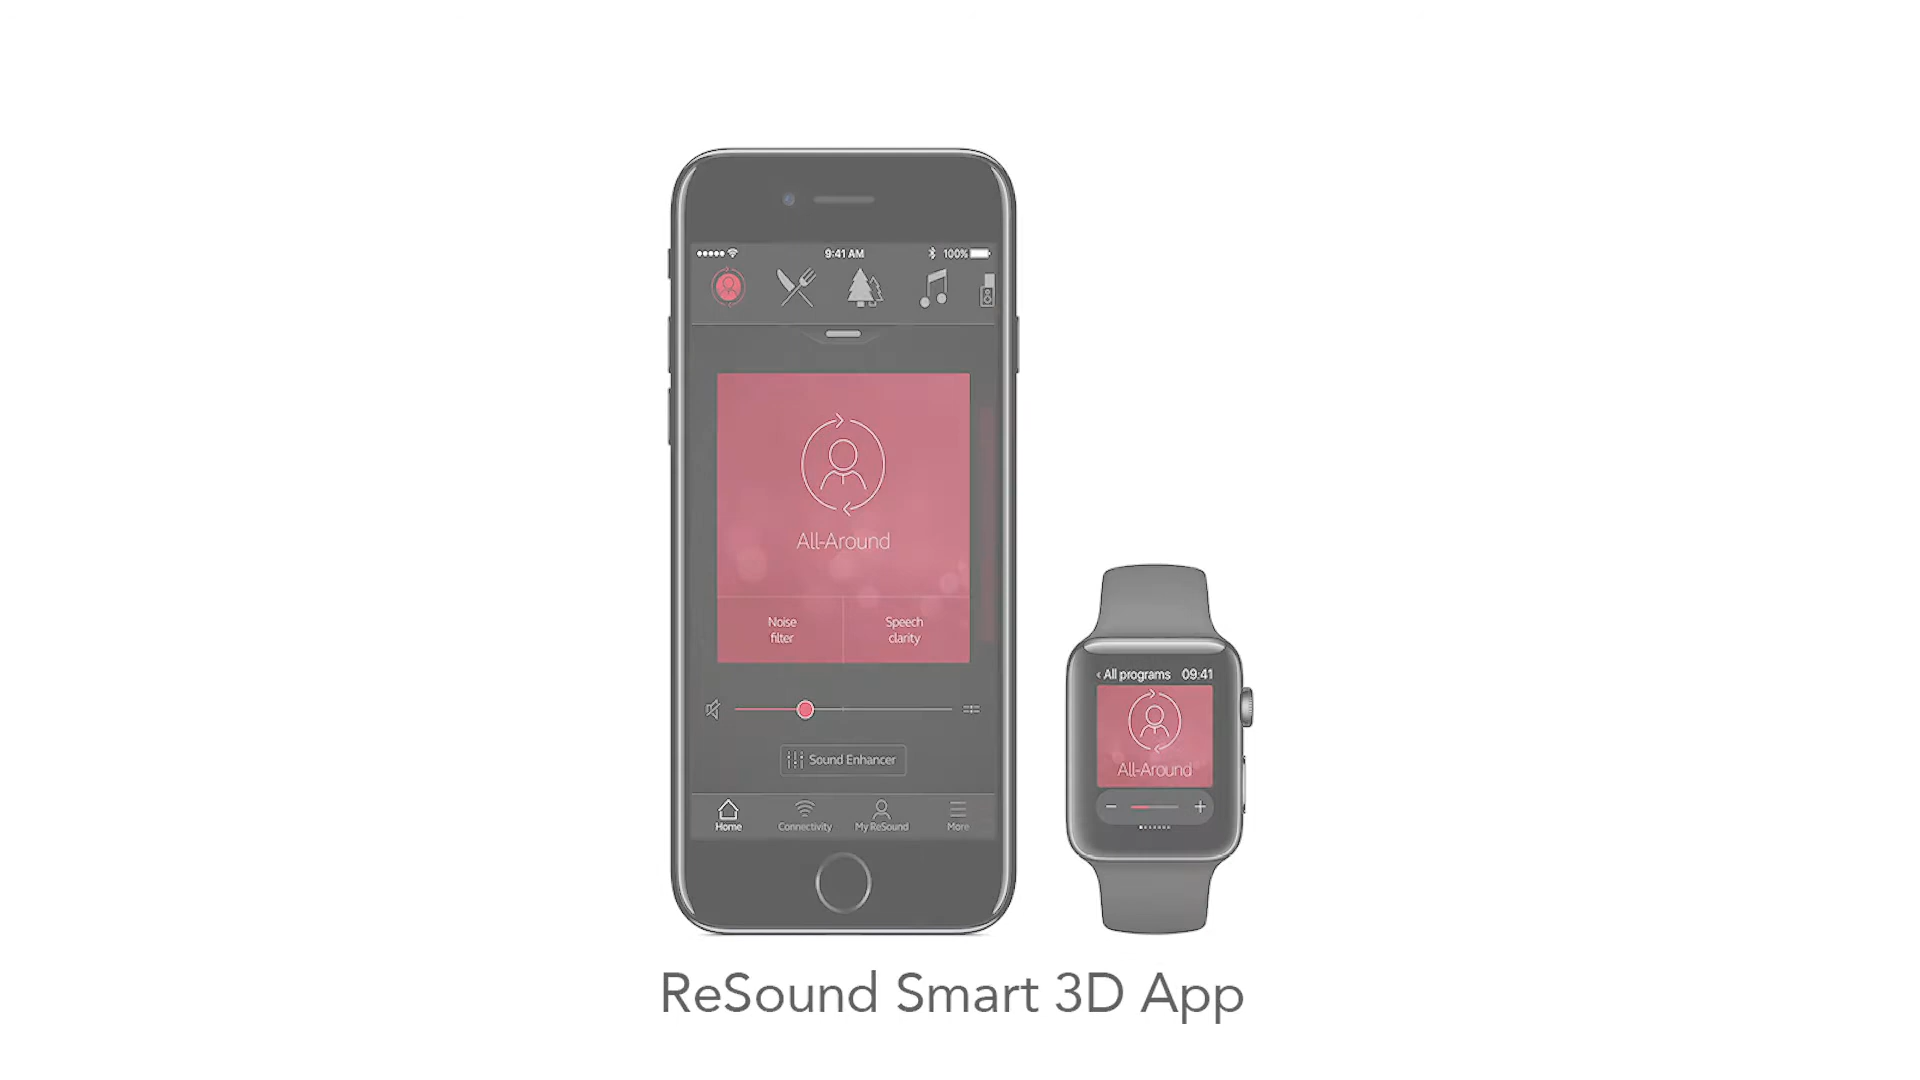 9:41 AM
100%
All-Around
Noise
filter
Speech
clarity
Sound Enhancer
Home
Connectivity
My ReSound
More
‹ All programs 09:41
All-Around
ReSound Smart 3D App